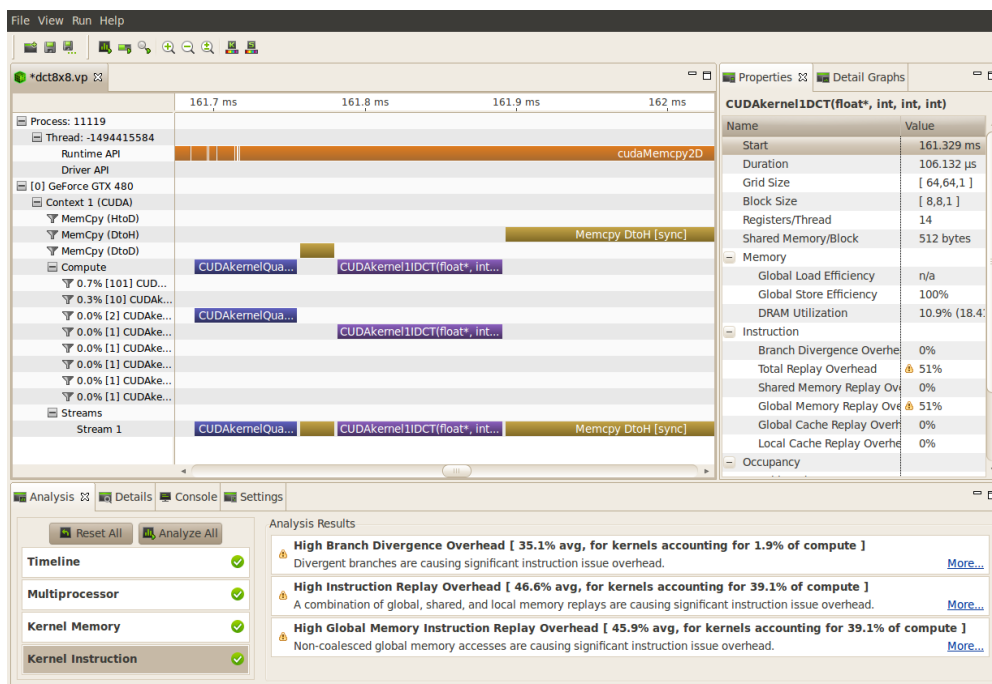 File View Run Help
*dct8x8.vp
161.7 ms 161.8 ms 161.9 ms 162 ms
Process: 11119
Thread: -1494415584
Runtime API cudaMemcpy2D
Driver API
[0] GeForce GTX 480
Context 1 (CUDA)
MemCpy (HtoD)
MemCpy (DtoH) Memcpy DtoH [sync]
MemCpy (DtoD)
Compute CUDAkernelQua... CUDAkernel1IDCT(float*, int...
0.7% [101] CUD...
0.3% [10] CUDAk...
0.0% [2] CUDAke... CUDAkernelQua...
0.0% [1] CUDAke... CUDAkernel1IDCT(float*, int...
0.0% [1] CUDAke...
0.0% [1] CUDAke...
0.0% [1] CUDAke...
0.0% [1] CUDAke...
Streams
Stream 1 CUDAkernelQua... CUDAkernel1IDCT(float*, int... Memcpy DtoH [sync]
Properties Detail Graphs
CUDAkernel1DCT(float*, int, int, int)
Name Value
Start 161.329 ms
Duration 106.132 µs
Grid Size [ 64,64,1 ]
Block Size [ 8,8,1 ]
Registers/Thread 14
Shared Memory/Block 512 bytes
Memory
Global Load Efficiency n/a
Global Store Efficiency 100%
DRAM Utilization 10.9% (18.41
Instruction
Branch Divergence Overhe 0%
Total Replay Overhead 51%
Shared Memory Replay Ov 0%
Global Memory Replay Ove 51%
Global Cache Replay Overh 0%
Local Cache Replay Overhe 0%
Occupancy
Analysis Details Console Settings
Reset All Analyze All
Timeline
Multiprocessor
Kernel Memory
Kernel Instruction
Analysis Results
High Branch Divergence Overhead [ 35.1% avg, for kernels accounting for 1.9% of compute ]
Divergent branches are causing significant instruction issue overhead. More...
High Instruction Replay Overhead [ 46.6% avg, for kernels accounting for 39.1% of compute ]
A combination of global, shared, and local memory replays are causing significant instruction issue overhead. More...
High Global Memory Instruction Replay Overhead [ 45.9% avg, for kernels accounting for 39.1% of compute ]
Non-coalesced global memory accesses are causing significant instruction issue overhead. More...